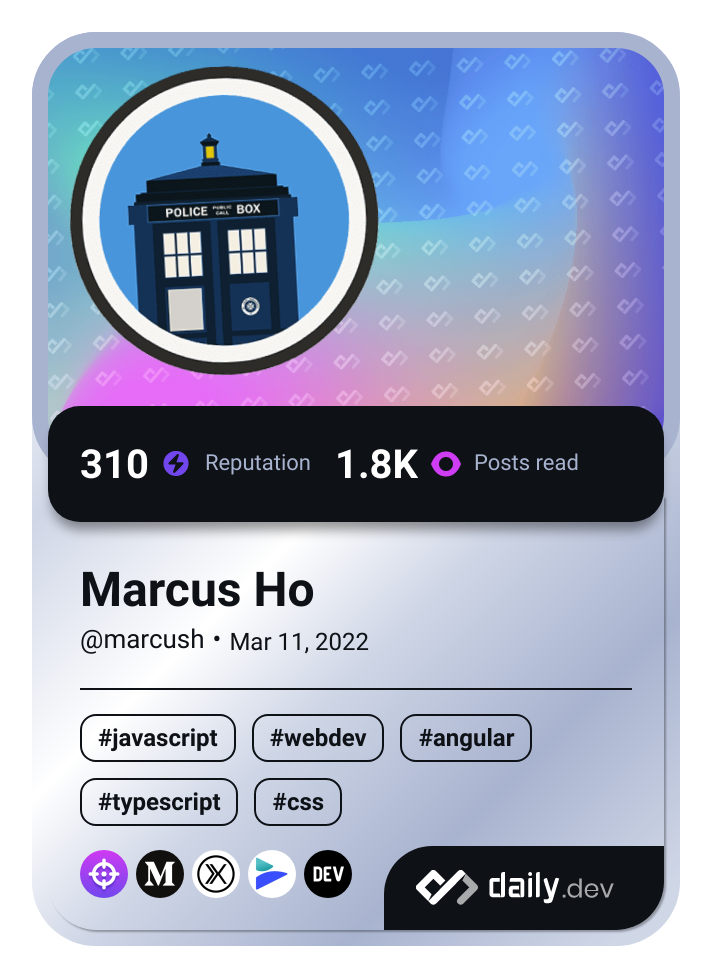 POLICE PUBLIC CALL BOX
310 Reputation 1.8K Posts read
Marcus Ho
@marcush • Mar 11, 2022
#javascript #webdev #angular
#typescript #css
M DEV daily.dev